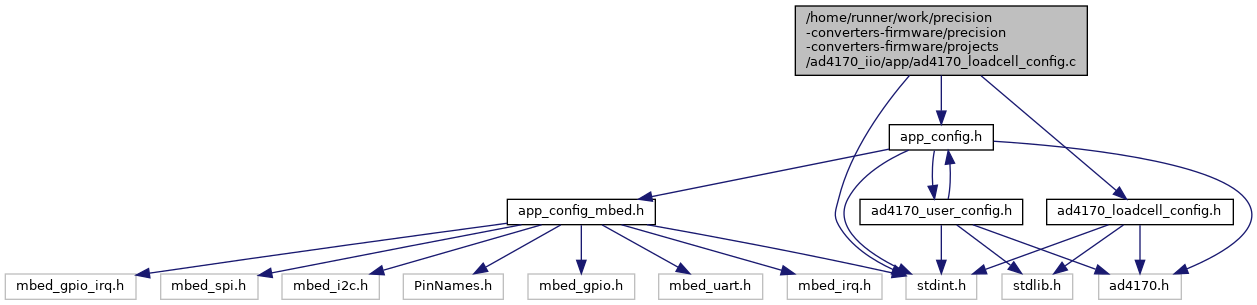 /home/runner/work/precision
-converters-firmware/precision
-converters-firmware/projects
/ad4170_iio/app/ad4170_loadcell_config.c
app_config.h
app_config_mbed.h
ad4170_user_config.h
ad4170_loadcell_config.h
mbed_gpio_irq.h
mbed_spi.h
mbed_i2c.h
PinNames.h
mbed_gpio.h
mbed_uart.h
mbed_irq.h
stdint.h
stdlib.h
ad4170.h